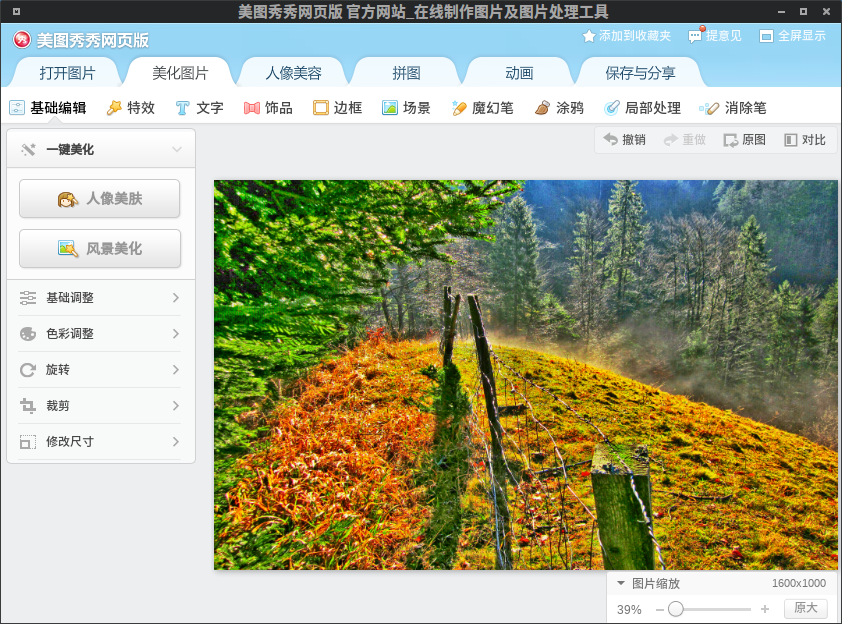 美图秀秀网页版 官方网站_在线制作图片及图片处理工具
秀 美图秀秀网页版 添加到收藏夹 提意见 全屏显示
打开图片 美化图片 人像美容 拼图 动画 保存与分享
基础编辑 特效 文字 饰品 边框 场景 魔幻笔 涂鸦 局部处理 消除笔
一键美化 撤销 重做 原图 对比
人像美肤
风景美化
基础调整
色彩调整
旋转
裁剪
修改尺寸
图片缩放 1600x1000
39% 原大